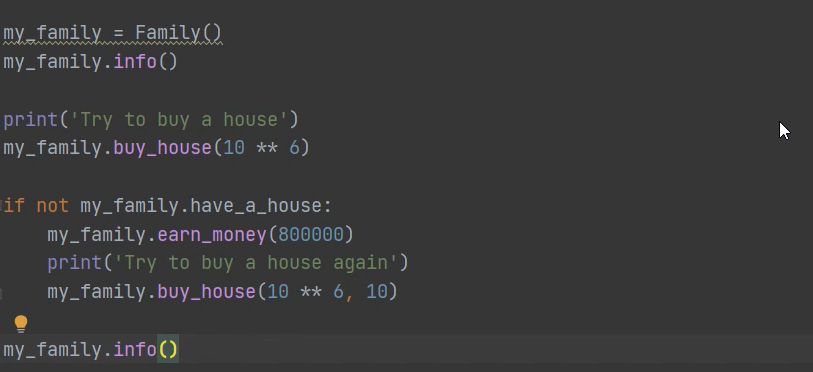 my_family = Family()
my_family.info()
print('Try to buy a house')
my_family.buy_house(10 ** 6)
if not my_family.have_a_house:
    my_family.earn_money(800000)
    print('Try to buy a house again')
    my_family.buy_house(10 ** 6, 10)
my_family.info()